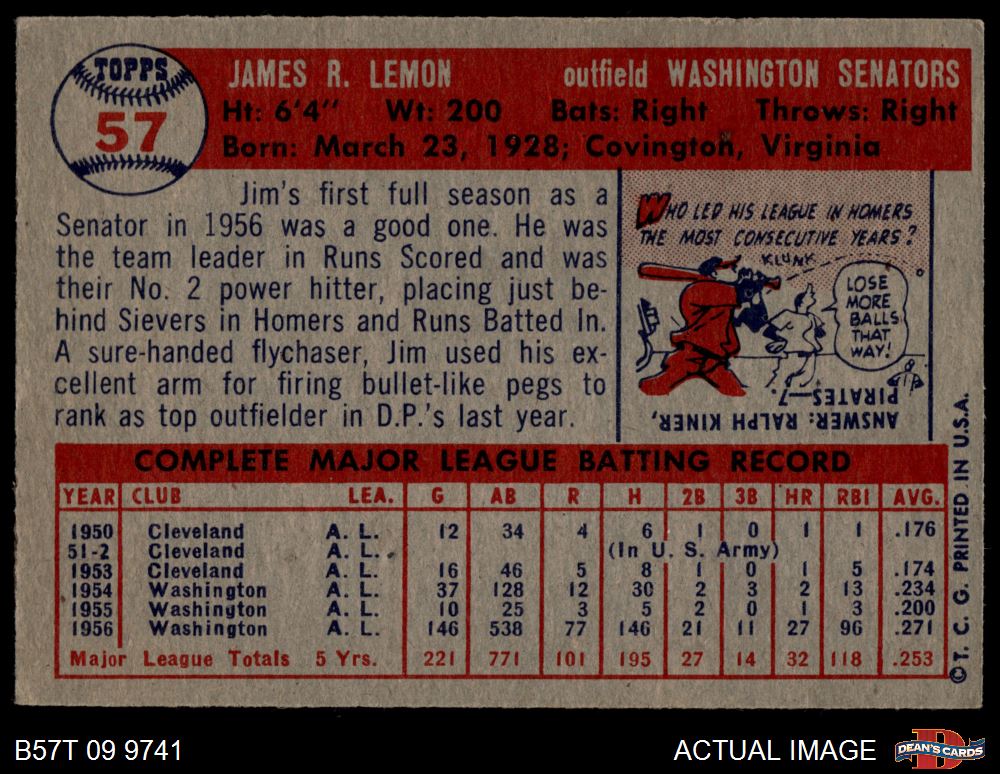 TOPPS
57
JAMES R. LEMON outfield WASHINGTON SENATORS
Ht: 6'4" Wt: 200 Bats: Right Throws: Right
Born: March 23, 1928; Covington, Virginia
Jim's first full season as a
Senator in 1956 was a good one. He was
the team leader in Runs Scored and was
their No. 2 power hitter, placing just be-
hind Sievers in Homers and Runs Batted In.
A sure-handed flychaser, Jim used his ex-
cellent arm for firing bullet-like pegs to
rank as top outfielder in D.P.'s last year.
WHO LED HIS LEAGUE IN HOMERS
THE MOST CONSECUTIVE YEARS?
KLUNK
LOSE
MORE
BALLS
THAT
WAY!
ANSWER: RALPH KINER,
PIRATES—7.
COMPLETE MAJOR LEAGUE BATTING RECORD
YEAR CLUB LEA. G AB R H 2B 3B HR RBI AVG.
1950 Cleveland A. L. 12 34 4 6 1 0 1 1 .176
51-2 Cleveland A. L. (In U. S. Army)
1953 Cleveland A. L. 16 46 5 8 1 0 1 5 .174
1954 Washington A. L. 37 128 12 30 2 3 2 13 .234
1955 Washington A. L. 10 25 3 5 2 0 1 3 .200
1956 Washington A. L. 146 538 77 146 21 11 27 96 .271
Major League Totals 5 Yrs. 221 771 101 195 27 14 32 118 .253
©T. C. G. PRINTED IN U.S.A.
B57T 09 9741
ACTUAL IMAGE
D
DEAN'S CARDS